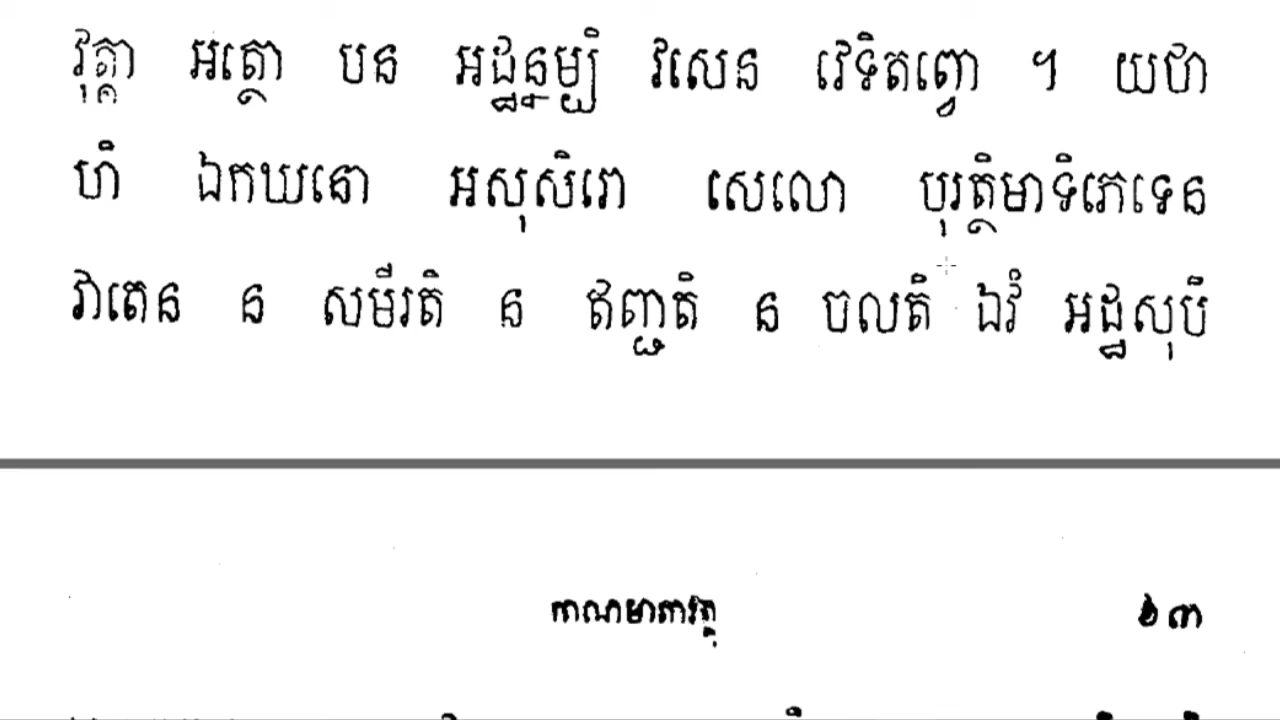 វុត្តា អត្ថោ បន អដ្ឋន្នម្បិ វសេន វេទិតព្វោ ។ យថា
ហិ ឯកឃនោ អសុសិរោ សេលោ បុរត្ថិមាទិភេទេន
វាតេន ន សមីរតិ ន ឥញ្ជតិ ន ចលតិ ឯវំ អដ្ឋសុបិ
កាណមាតាវត្ថុ ៦៣